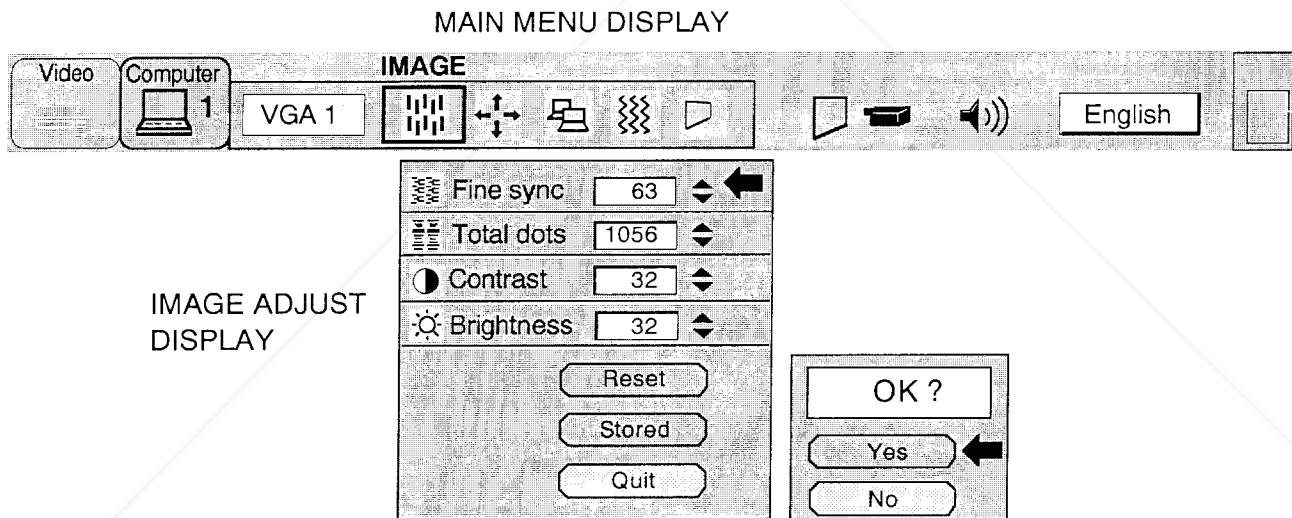 MAIN MENU DISPLAY
IMAGE
Video
Computer
1
VGA 1
English
Fine sync 63
Total dots 1056
Contrast 32
Brightness 32
IMAGE ADJUST
DISPLAY
Reset
Stored
Quit
OK ?
Yes
No